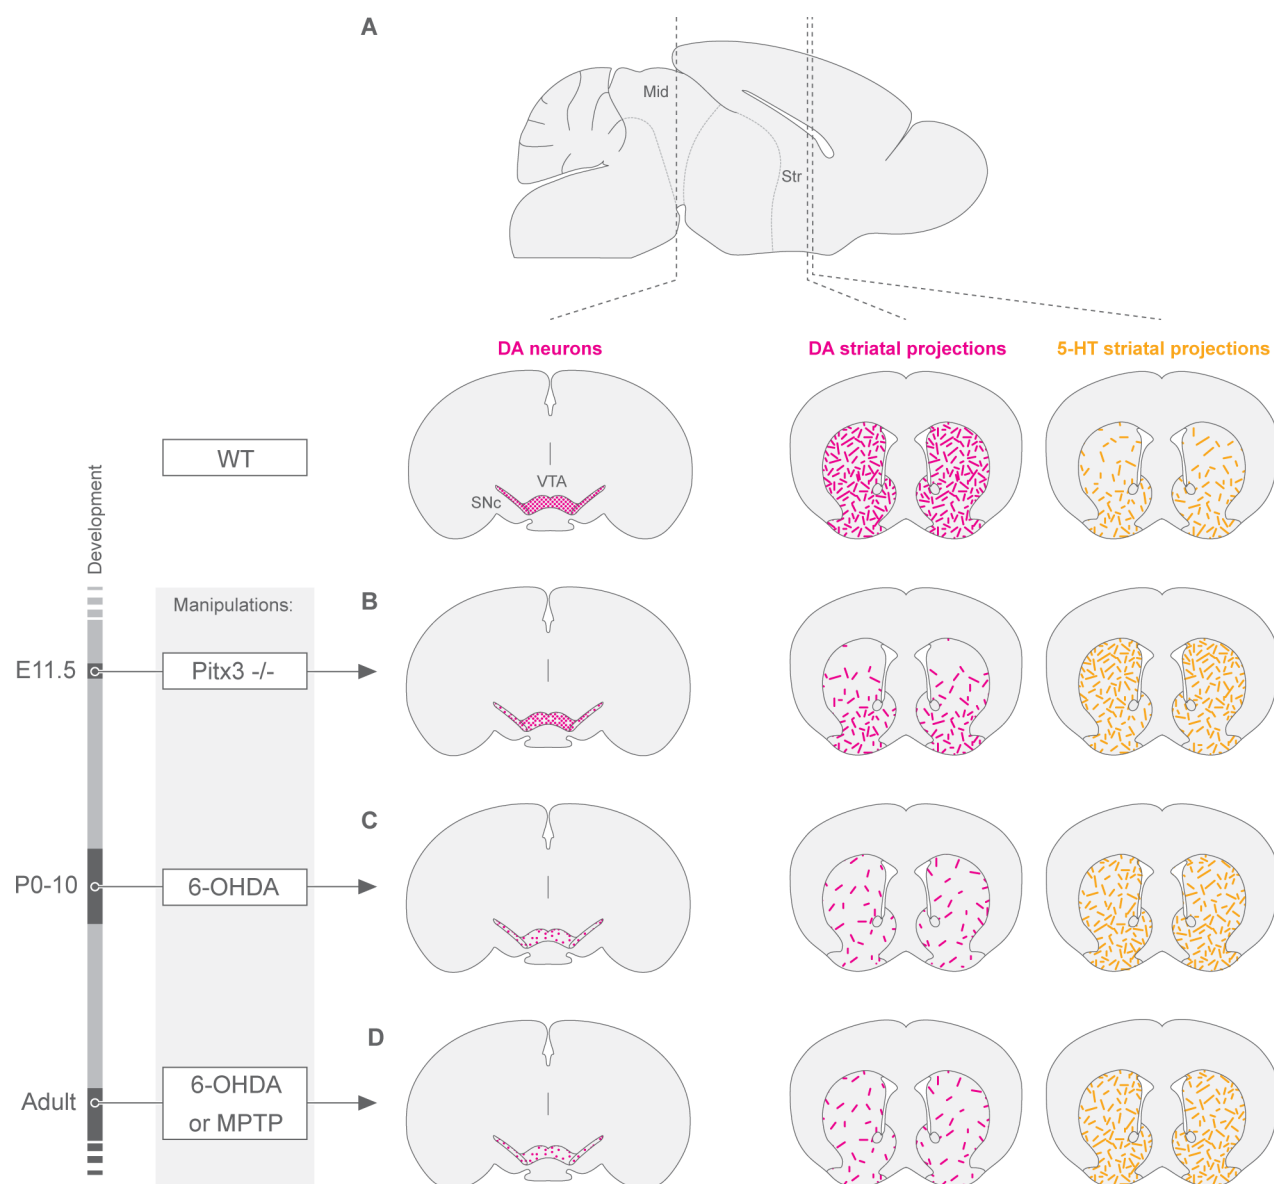 A
Mid
Str
DA neurons
DA striatal projections
5-HT striatal projections
WT
VTA
SNc
Development
Manipulations:
B
E11.5
Pitx3 -/-
C
P0-10
6-OHDA
D
Adult
6-OHDA
or MPTP